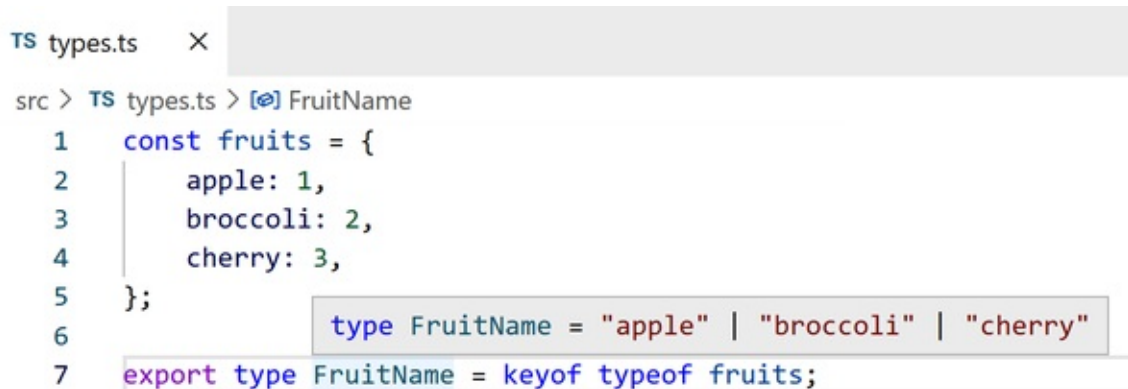 TS types.ts ×
src > TS types.ts > FruitName
1 const fruits = {
2 apple: 1,
3 broccoli: 2,
4 cherry: 3,
5 };
type FruitName = "apple" | "broccoli" | "cherry"
6
7 export type FruitName = keyof typeof fruits;